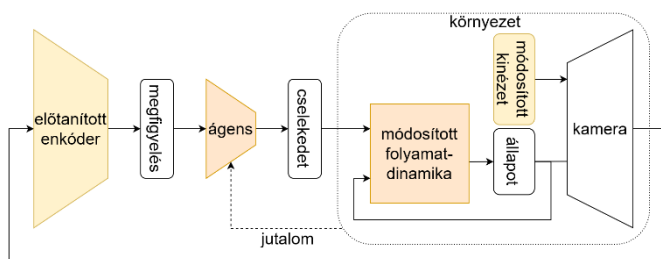 környezet
előtanított
enkóder
megfigyelés
ágens
cselekedet
módosított
folyamat-
dinamika
módosított
kinézet
állapot
kamera
jutalom